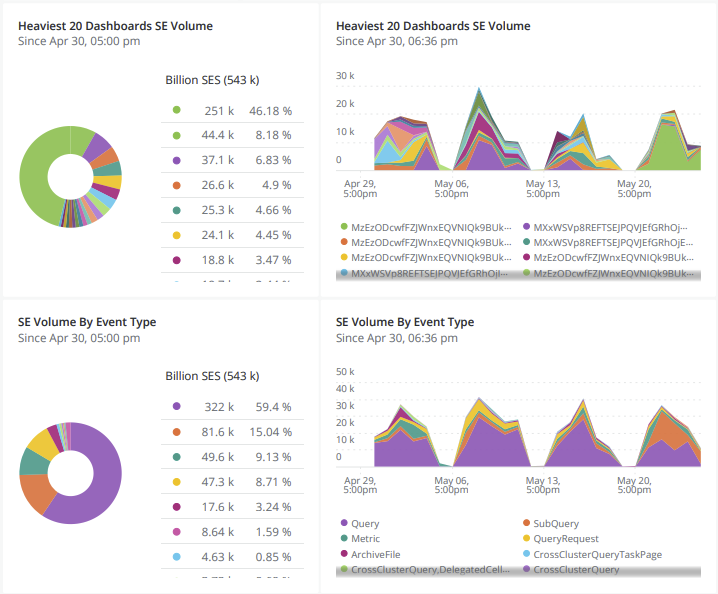 Heaviest 20 Dashboards SE Volume
Since Apr 30, 05:00 pm
Billion SES (543 k)
251 k 46.18 %
44.4 k 8.18 %
37.1 k 6.83 %
26.6 k 4.9 %
25.3 k 4.66 %
24.1 k 4.45 %
18.8 k 3.47 %
Heaviest 20 Dashboards SE Volume
Since Apr 30, 06:36 pm
30 k
20 k
10 k
0
Apr 29, 5:00pm
May 06, 5:00pm
May 13, 5:00pm
May 20, 5:00pm
MzEzODcwfFZJWnxEQVNIQk9BUk···
MXxWSVp8REFTSEJPQVJEfGRhOj···
MzEzODcwfFZJWnxEQVNIQk9BUk···
MXxWSVp8REFTSEJPQVJEfGRhOjE···
MzEzODcwfFZJWnxEQVNIQk9BUk···
MzEzODcwfFZJWnxEQVNIQk9BUk···
MXxWSVp8REFTSEJPQVJEfGRhOjI···
MzEzODcwfFZJWnxEQVNIQk9BUk···
SE Volume By Event Type
Since Apr 30, 05:00 pm
Billion SES (543 k)
322 k 59.4 %
81.6 k 15.04 %
49.6 k 9.13 %
47.3 k 8.71 %
17.6 k 3.24 %
8.64 k 1.59 %
4.63 k 0.85 %
SE Volume By Event Type
Since Apr 30, 06:36 pm
50 k
40 k
30 k
20 k
10 k
0
Apr 29, 5:00pm
May 06, 5:00pm
May 13, 5:00pm
May 20, 5:00pm
Query
SubQuery
Metric
QueryRequest
ArchiveFile
CrossClusterQueryTaskPage
CrossClusterQuery,DelegatedCell...
CrossClusterQuery